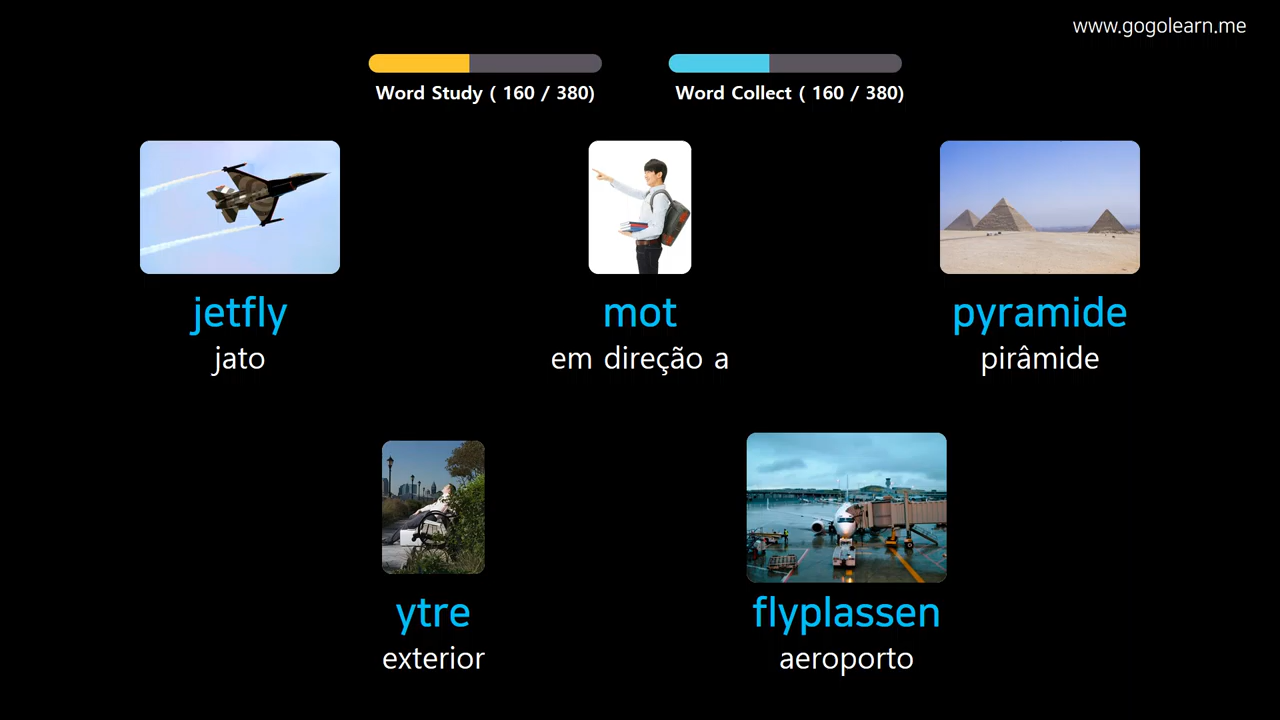 www.gogolearn.me
Word Study ( 160 / 380)
Word Collect ( 160 / 380)
jetfly
jato
mot
em direção a
pyramide
pirâmide
ytre
exterior
flyplassen
aeroporto